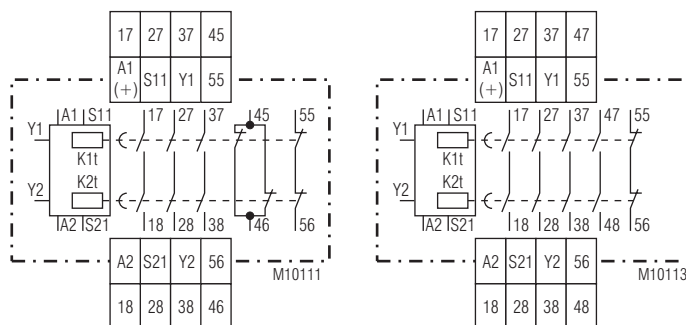 17 27 37 45
A1 (+) S11 Y1 55
A1 S11 17 27 37 45 55
Y1
K1t
K2t
Y2
A2 S21 18 28 38 46 56
M10111
A2 S21 Y2 56
18 28 38 46
17 27 37 47
A1 (+) S11 Y1 55
A1 S11 17 27 37 47 55
Y1
K1t
K2t
Y2
A2 S21 18 28 38 48 56
M10113
A2 S21 Y2 56
18 28 38 48